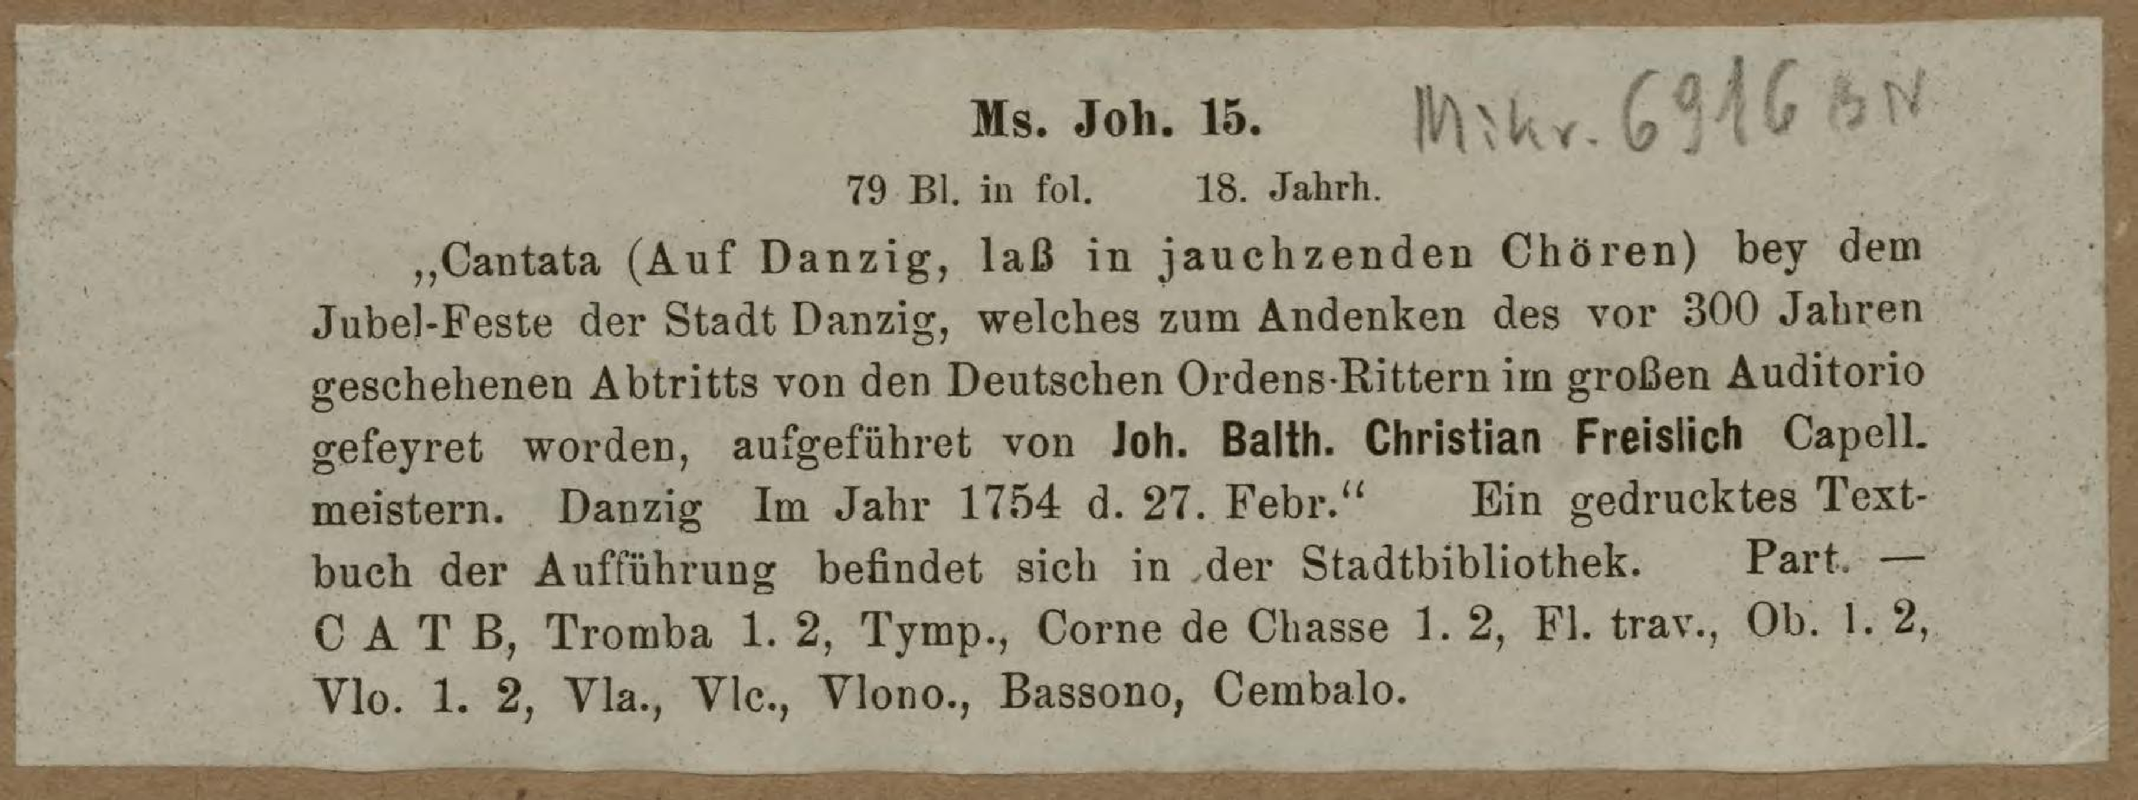 Ms. Joh. 15. Mikr. 6916 BN
79 Bl. in fol. 18. Jahrh.
„Cantata (Auf Danzig, laß in jauchzenden Chören) bey dem
Jubel-Feste der Stadt Danzig, welches zum Andenken des vor 300 Jahren
geschehenen Abtritts von den Deutschen Ordens-Rittern im großen Auditorio
gefeyret worden, aufgeführet von Joh. Balth. Christian Freislich Capell.
meistern. Danzig Im Jahr 1754 d. 27. Febr.“ Ein gedrucktes Text-
buch der Aufführung befindet sich in der Stadtbibliothek. Part. —
C A T B, Tromba 1. 2, Tymp., Corne de Chasse 1. 2, Fl. trav., Ob. 1. 2,
Vlo. 1. 2, Vla., Vlc., Vlono., Bassono, Cembalo.